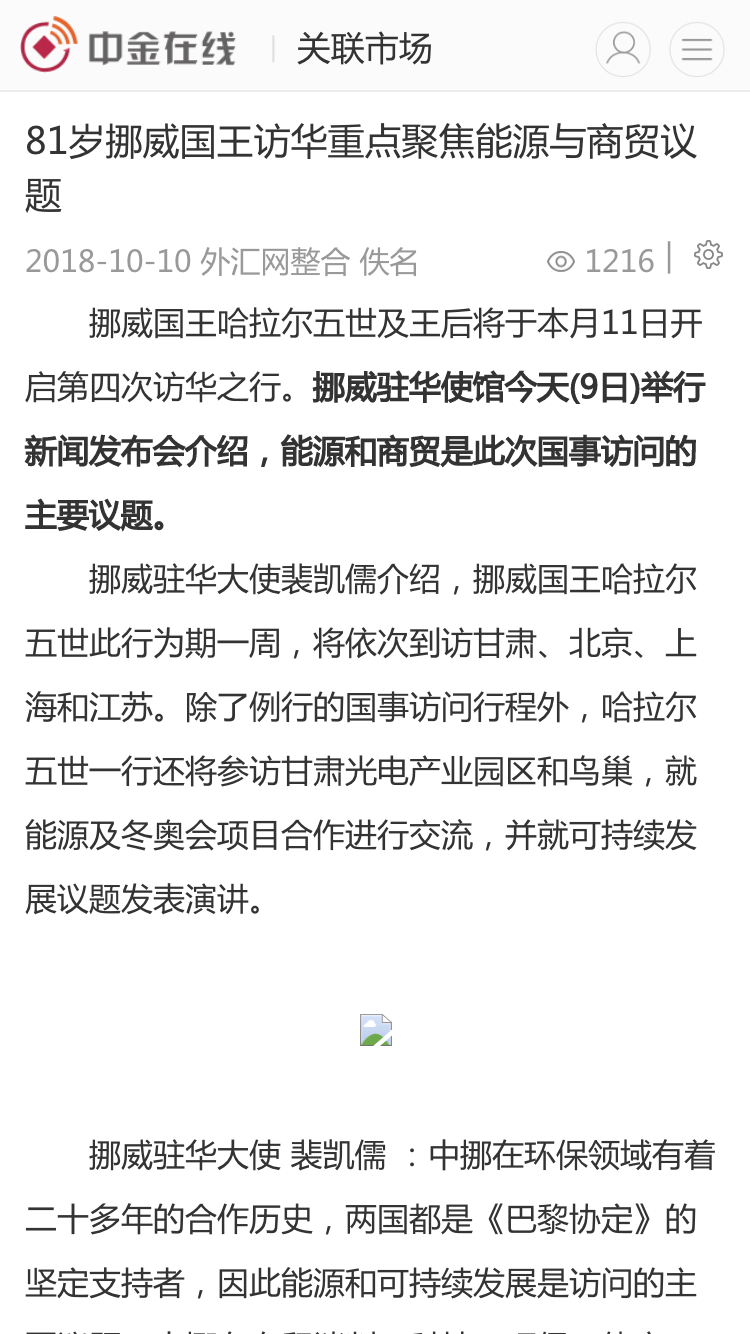 中金在线 关联市场
81岁挪威国王访华重点聚焦能源与商贸议
题
2018-10-10 外汇网整合 佚名 1216
挪威国王哈拉尔五世及王后将于本月11日开
启第四次访华之行。挪威驻华使馆今天(9日)举行
新闻发布会介绍，能源和商贸是此次国事访问的
主要议题。
挪威驻华大使裴凯儒介绍，挪威国王哈拉尔
五世此行为期一周，将依次到访甘肃、北京、上
海和江苏。除了例行的国事访问行程外，哈拉尔
五世一行还将参访甘肃光电产业园区和鸟巢，就
能源及冬奥会项目合作进行交流，并就可持续发
展议题发表演讲。
挪威驻华大使 裴凯儒 ：中挪在环保领域有着
二十多年的合作历史，两国都是《巴黎协定》的
坚定支持者，因此能源和可持续发展是访问的主